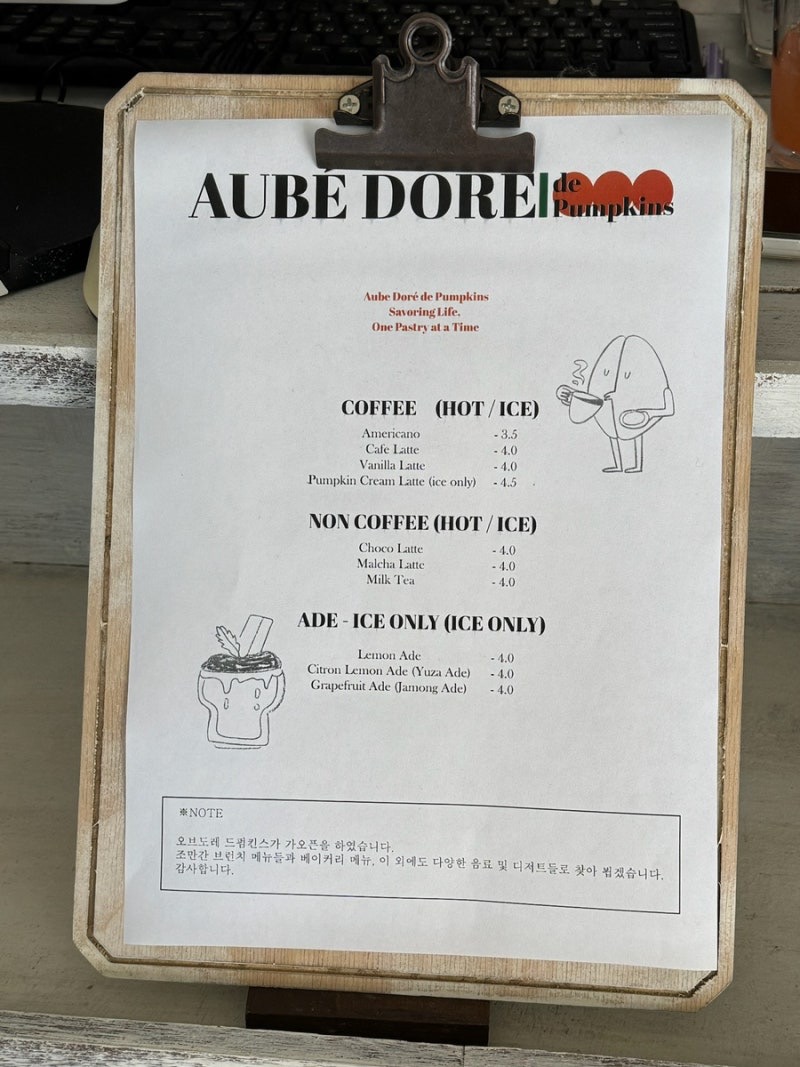 AUBÉ DORE de Pumpkins
Aube Døré de Pumpkins
Savøring Life,
One Pastry at a Time
COFFEE (HOT / ICE)
Americano - 3.5
Cafe Latte - 4.0
Vanilla Latte - 4.0
Pumpkin Cream Latte (ice only) - 4.5
NON COFFEE (HOT / ICE)
Choco Latte - 4.0
Malcha Latte - 4.0
Milk Tea - 4.0
ADE - ICE ONLY (ICE ONLY)
Lemon Ade - 4.0
Citron Lemon Ade (Yuza Ade) - 4.0
Grapefruit Ade (Jamong Ade) - 4.0
※NOTE
오브도레 드펌킨스가 가오픈을 하였습니다.
조만간 브런치 메뉴들과 베이커리 메뉴, 이 외에도 다양한 음료 및 디저트들로 찾아 뵙겠습니다.
감사합니다.